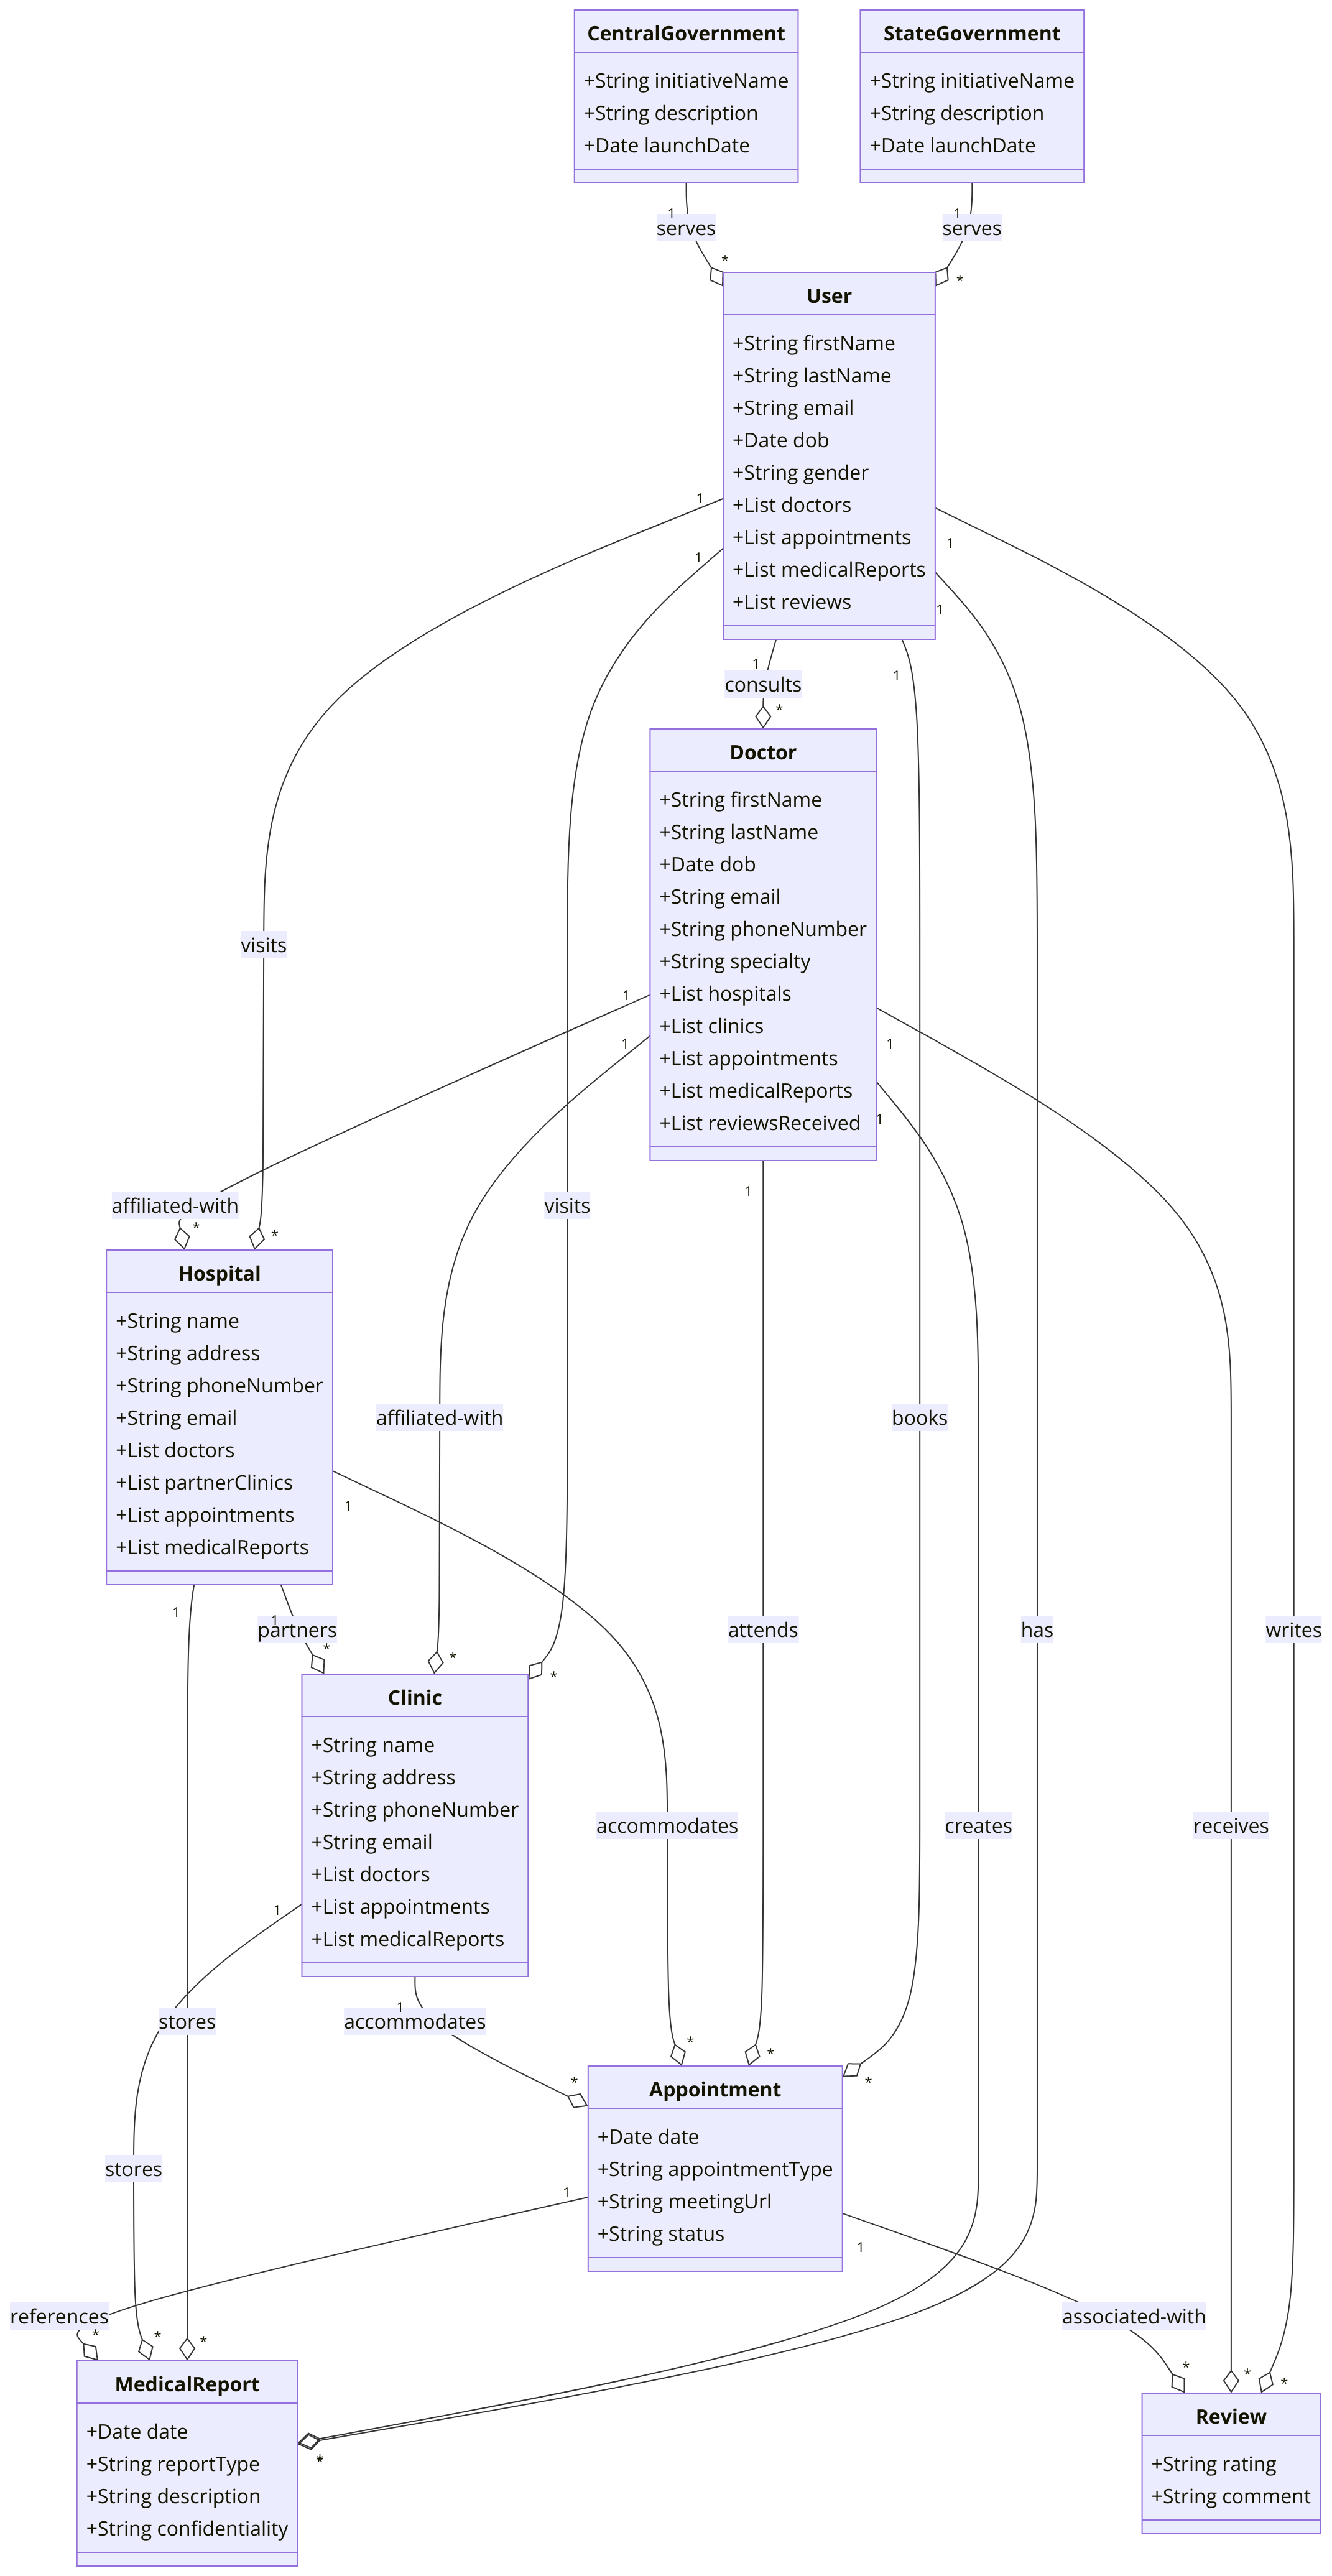 CentralGovernment
+String initiativeName
+String description
+Date launchDate
StateGovernment
+String initiativeName
+String description
+Date launchDate
1
serves
*
1
serves
*
User
+String firstName
+String lastName
+String email
+Date dob
+String gender
+List doctors
+List appointments
+List medicalReports
+List reviews
1
1
1
1
1
consults
*
1
Doctor
+String firstName
+String lastName
+Date dob
+String email
+String phoneNumber
+String specialty
+List hospitals
+List clinics
+List appointments
+List medicalReports
+List reviewsReceived
visits
1
1
1
1
1
affiliated-with
*
*
visits
Hospital
+String name
+String address
+String phoneNumber
+String email
+List doctors
+List partnerClinics
+List appointments
+List medicalReports
affiliated-with
books
1
1
1
partners
*
*
*
attends
has
writes
Clinic
+String name
+String address
+String phoneNumber
+String email
+List doctors
+List appointments
+List medicalReports
accommodates
creates
receives
1
stores
1
accommodates
*
*
*
*
Appointment
+Date date
+String appointmentType
+String meetingUrl
+String status
stores
1
1
references
*
*
*
associated-with
*
*
*
MedicalReport
+Date date
+String reportType
+String description
+String confidentiality
*
*
Review
+String rating
+String comment